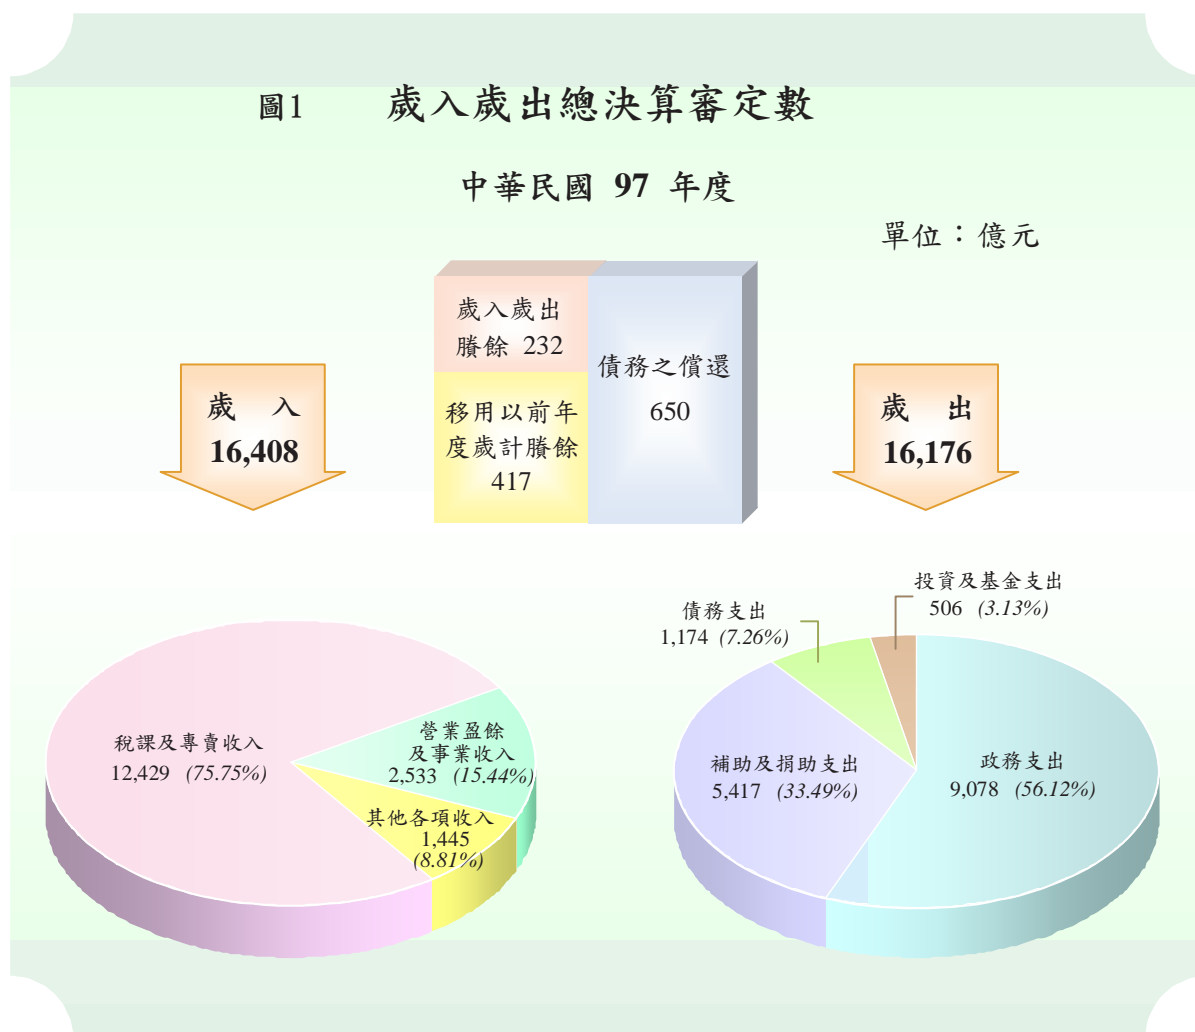 圖1 歲入歲出總決算審定數
中華民國 97 年度
單位：億元
歲入歲出
賸餘 232
移用以前年
度歲計賸餘
417
債務之償還
650
歲 入
16,408
歲 出
16,176
稅課及專賣收入
12,429 (75.75%)
營業盈餘
及事業收入
2,533 (15.44%)
其他各項收入
1,445
(8.81%)
投資及基金支出
506 (3.13%)
債務支出
1,174 (7.26%)
補助及捐助支出
5,417 (33.49%)
政務支出
9,078 (56.12%)